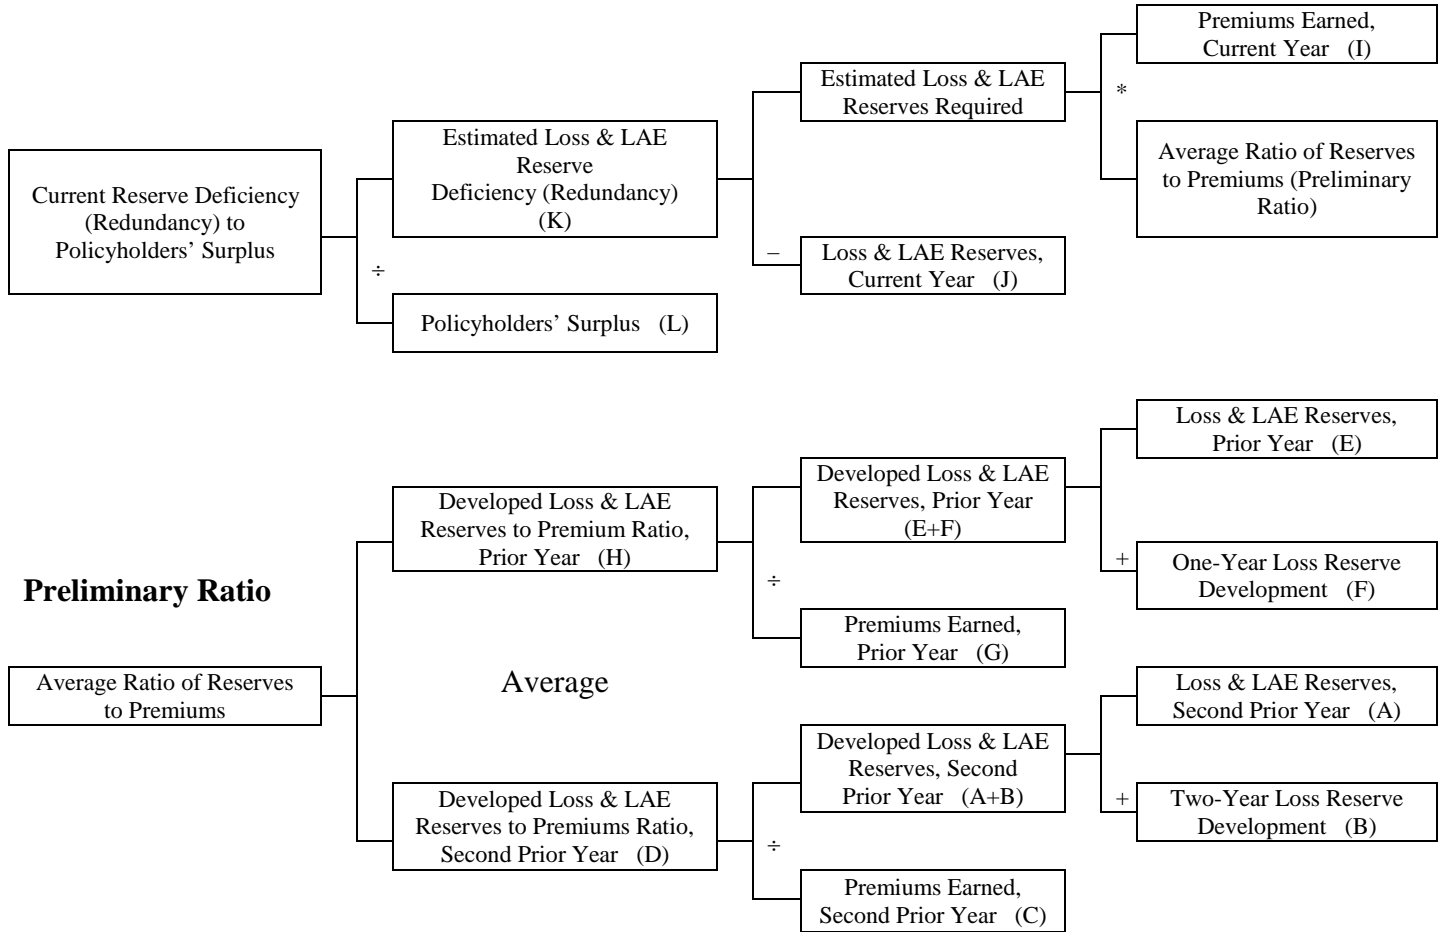 Premiums Earned,
Current Year (I)
Estimated Loss & LAE
Reserves Required
*
Estimated Loss & LAE
Reserve
Deficiency (Redundancy)
(K)
Average Ratio of Reserves
to Premiums (Preliminary
Ratio)
Current Reserve Deficiency
(Redundancy) to
Policyholders’ Surplus
÷
–
Loss & LAE Reserves,
Current Year (J)
Policyholders’ Surplus (L)
Loss & LAE Reserves,
Prior Year (E)
Developed Loss & LAE
Reserves, Prior Year
(E+F)
Developed Loss & LAE
Reserves to Premium Ratio,
Prior Year (H)
+
One-Year Loss Reserve
Development (F)
÷
Preliminary Ratio
Premiums Earned,
Prior Year (G)
Average Ratio of Reserves
to Premiums
Average
Loss & LAE Reserves,
Second Prior Year (A)
Developed Loss & LAE
Reserves, Second
Prior Year (A+B)
Developed Loss & LAE
Reserves to Premiums Ratio,
Second Prior Year (D)
+
Two-Year Loss Reserve
Development (B)
÷
Premiums Earned,
Second Prior Year (C)